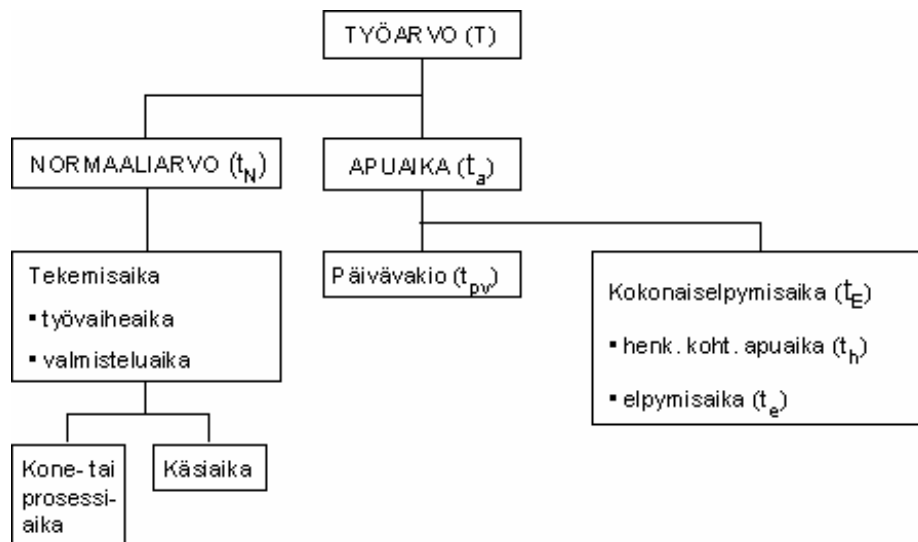 TYÖARVO (T)
NORMAALIARVO (tN)
APUAIKA (ta)
Tekemisaika
▪ työvaiheaika
▪ valmisteluaika
Päivävakio (tpv)
Kokonaiselpymisaika (tE)
▪ henk. koht. apuaika (th)
▪ elpymisaika (te)
Kone- tai
prosessi-
aika
Käsiaika